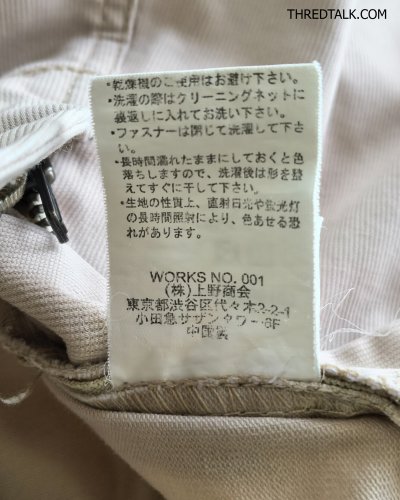 THREDTALK.COM
・乾燥機のご使用はお避け下さい。
・洗濯の際はクリーニングネットに
裏返しに入れてお洗い下さい。
・ファスナーは閉じて洗濯して下さ
い。
・長時間濡れたままにしておくと色
落ちしますので、洗濯後は形を整
えてすぐに干して下さい。
・生地の性質上、直射日光や蛍光灯
の長時間照射により、色あせる恐
れがあります。
WORKS NO. 001
(株)上野商会
東京都渋谷区代々木2-2-1
小田急サザンタワー8F
中国製